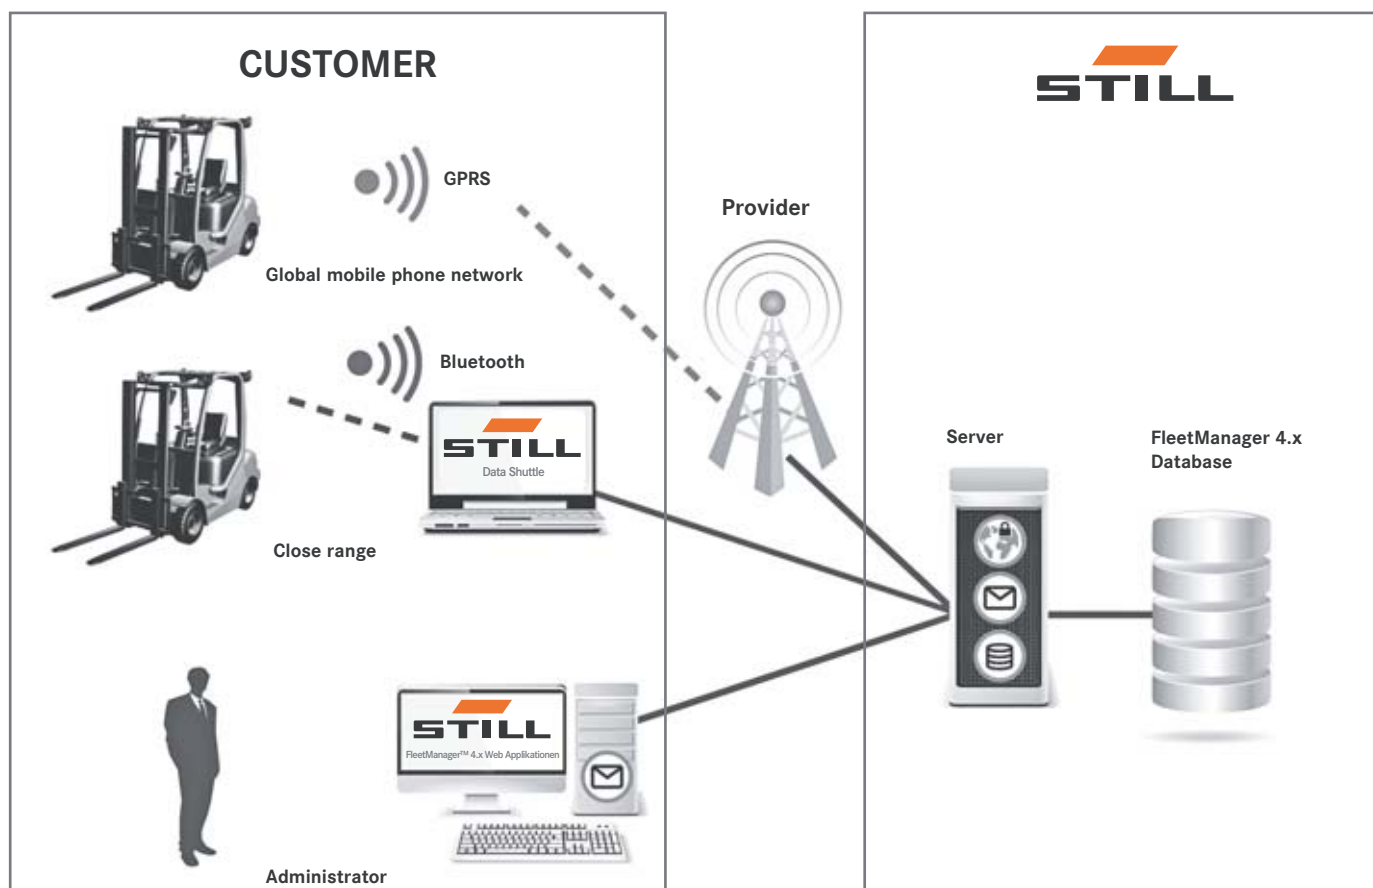 CUSTOMER
STILL
GPRS
Provider
Global mobile phone network
Bluetooth
STILL
Data Shuttle
Server
FleetManager 4.x
Database
Close range
STILL
FleetManager™ 4.x Web Applikationen
Administrator